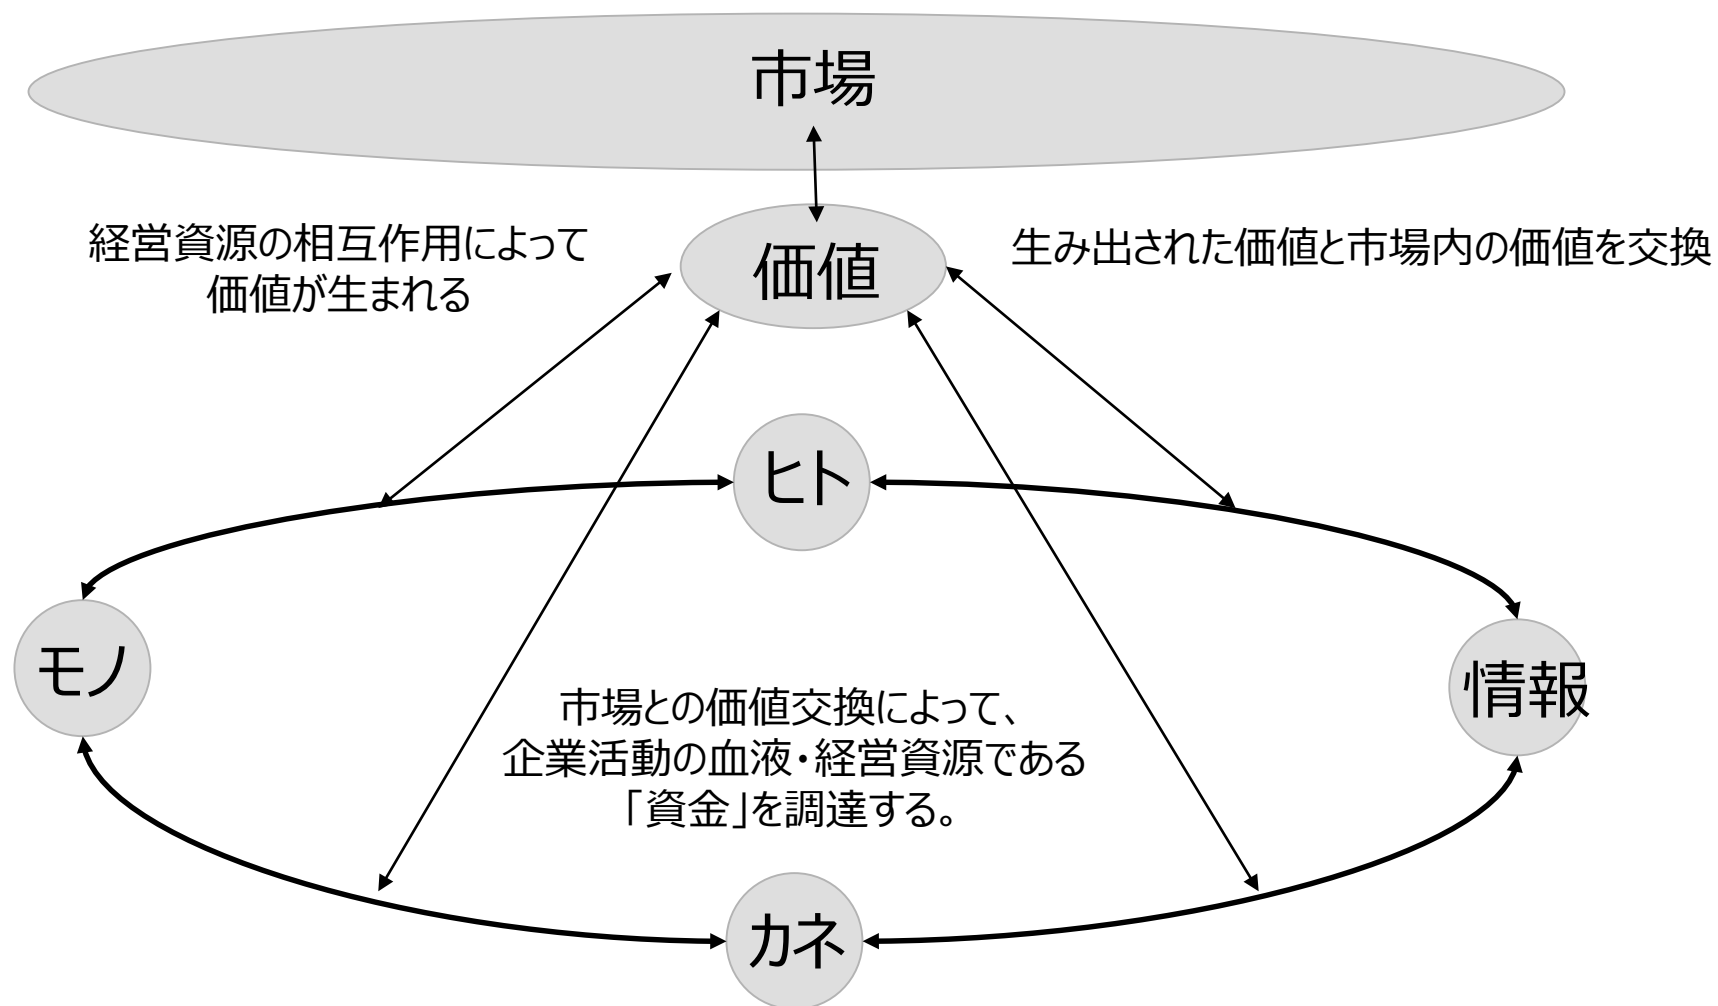 市場
経営資源の相互作用によって
価値が生まれる
価値
生み出された価値と市場内の価値を交換
ヒト
モノ
情報
市場との価値交換によって、
企業活動の血液・経営資源である
「資金」を調達する。
カネ